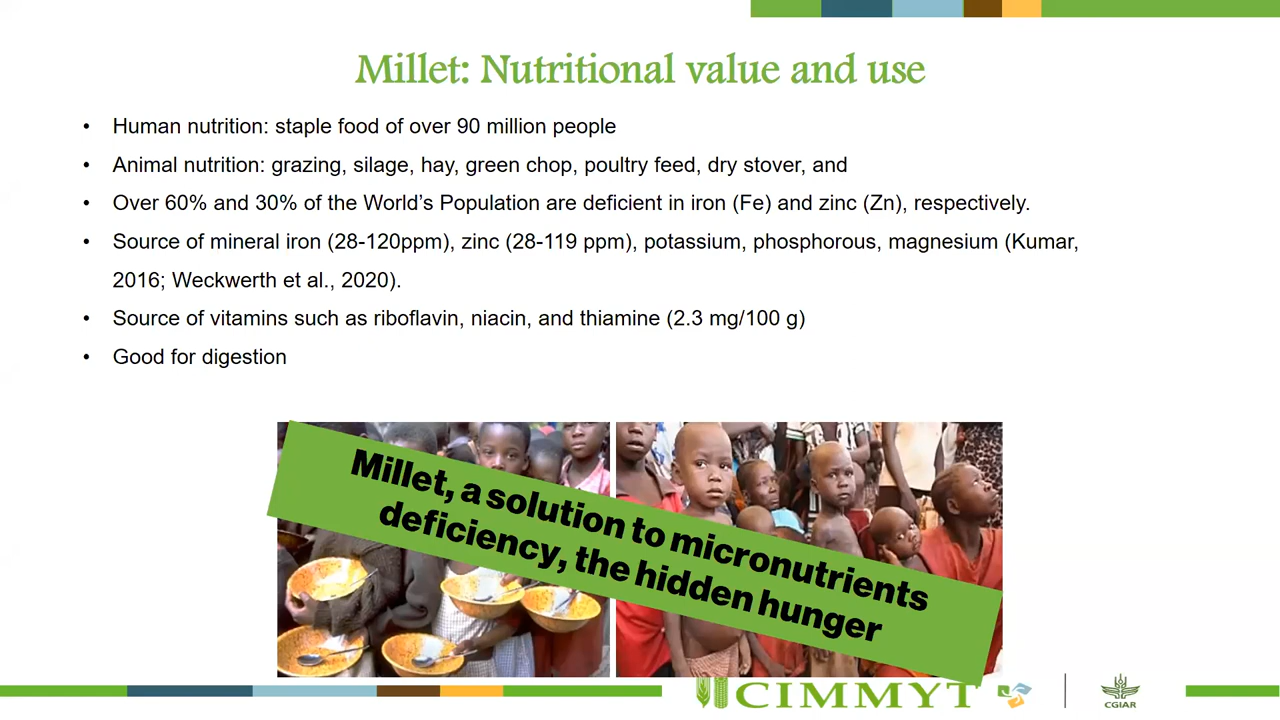 Millet: Nutritional value and use
• Human nutrition: staple food of over 90 million people
• Animal nutrition: grazing, silage, hay, green chop, poultry feed, dry stover, and
• Over 60% and 30% of the World's Population are deficient in iron (Fe) and zinc (Zn), respectively.
• Source of mineral iron (28-120ppm), zinc (28-119 ppm), potassium, phosphorous, magnesium (Kumar,
2016; Weckwerth et al., 2020).
• Source of vitamins such as riboflavin, niacin, and thiamine (2.3 mg/100 g)
• Good for digestion
Millet, a solution to micronutrients
deficiency, the hidden hunger
CIMMYT
CGIAR